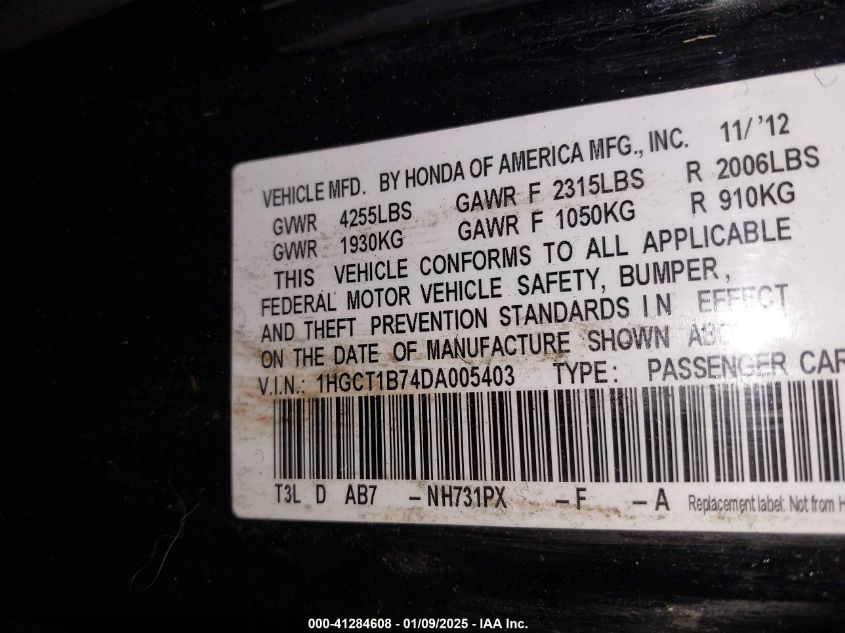 VEHICLE MFD. BY HONDA OF AMERICA MFG., INC. 11/ '12
GVWR 4255LBS GAWR F 2315LBS R 2006LBS
GVWR 1930KG GAWR F 1050KG R 910KG
THIS VEHICLE CONFORMS TO ALL APPLICABLE
FEDERAL MOTOR VEHICLE SAFETY, BUMPER,
AND THEFT PREVENTION STANDARDS IN EFFECT
ON THE DATE OF MANUFACTURE SHOWN
V.I.N.: 1HGCT1B74DA005403 TYPE: PASSENGER CAR
T3L D AB7 -NH731PX -F -A Replacement label. Not from
000-41284608 - 01/09/2025 - IAA Inc.